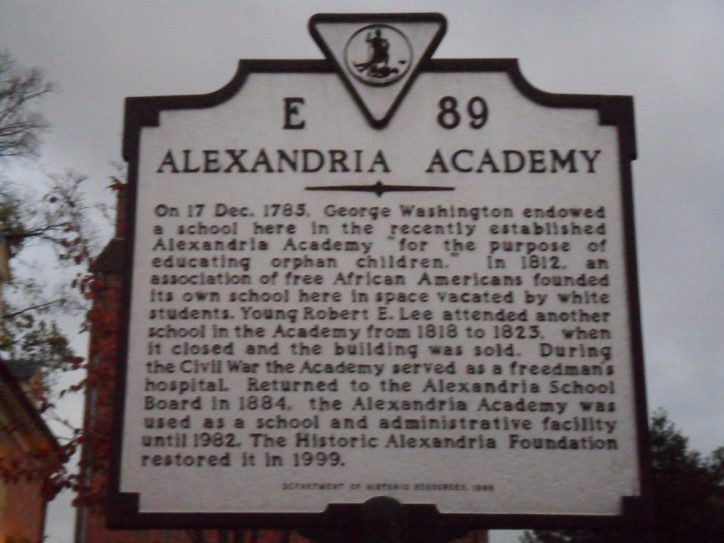 E 89
ALEXANDRIA ACADEMY
On 17 Dec. 1785, George Washington endowed
a school here in the recently established
Alexandria Academy "for the purpose of
educating orphan children." In 1812, an
association of free African Americans founded
its own school here in space vacated by white
students. Young Robert E. Lee attended another
school in the Academy from 1818 to 1823, when
it closed and the building was sold. During
the Civil War the Academy served as a freedman's
hospital. Returned to the Alexandria School
Board in 1884, the Alexandria Academy was
used as a school and administrative facility
until 1982. The Historic Alexandria Foundation
restored it in 1999.
DEPARTMENT OF HISTORIC RESOURCES,